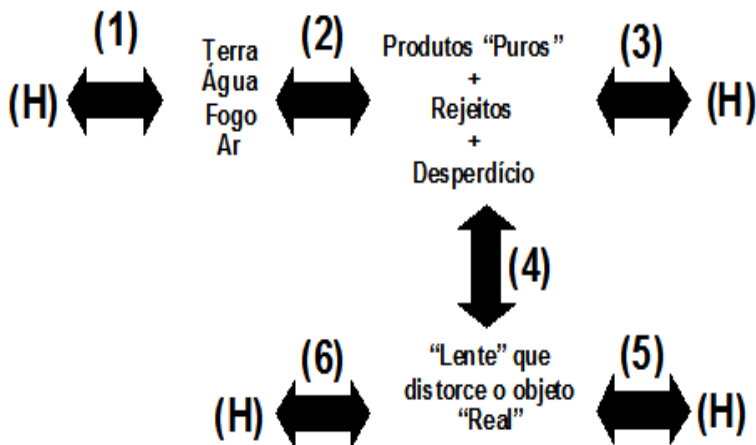 (1)
(2)
(3)
(H)
Terra
Água
Fogo
Ar
Produtos “Puros”
+
Rejeitos
+
Desperdício
(H)
(4)
(6)
“Lente” que
distorce o objeto
“Real”
(5)
(H)
(H)